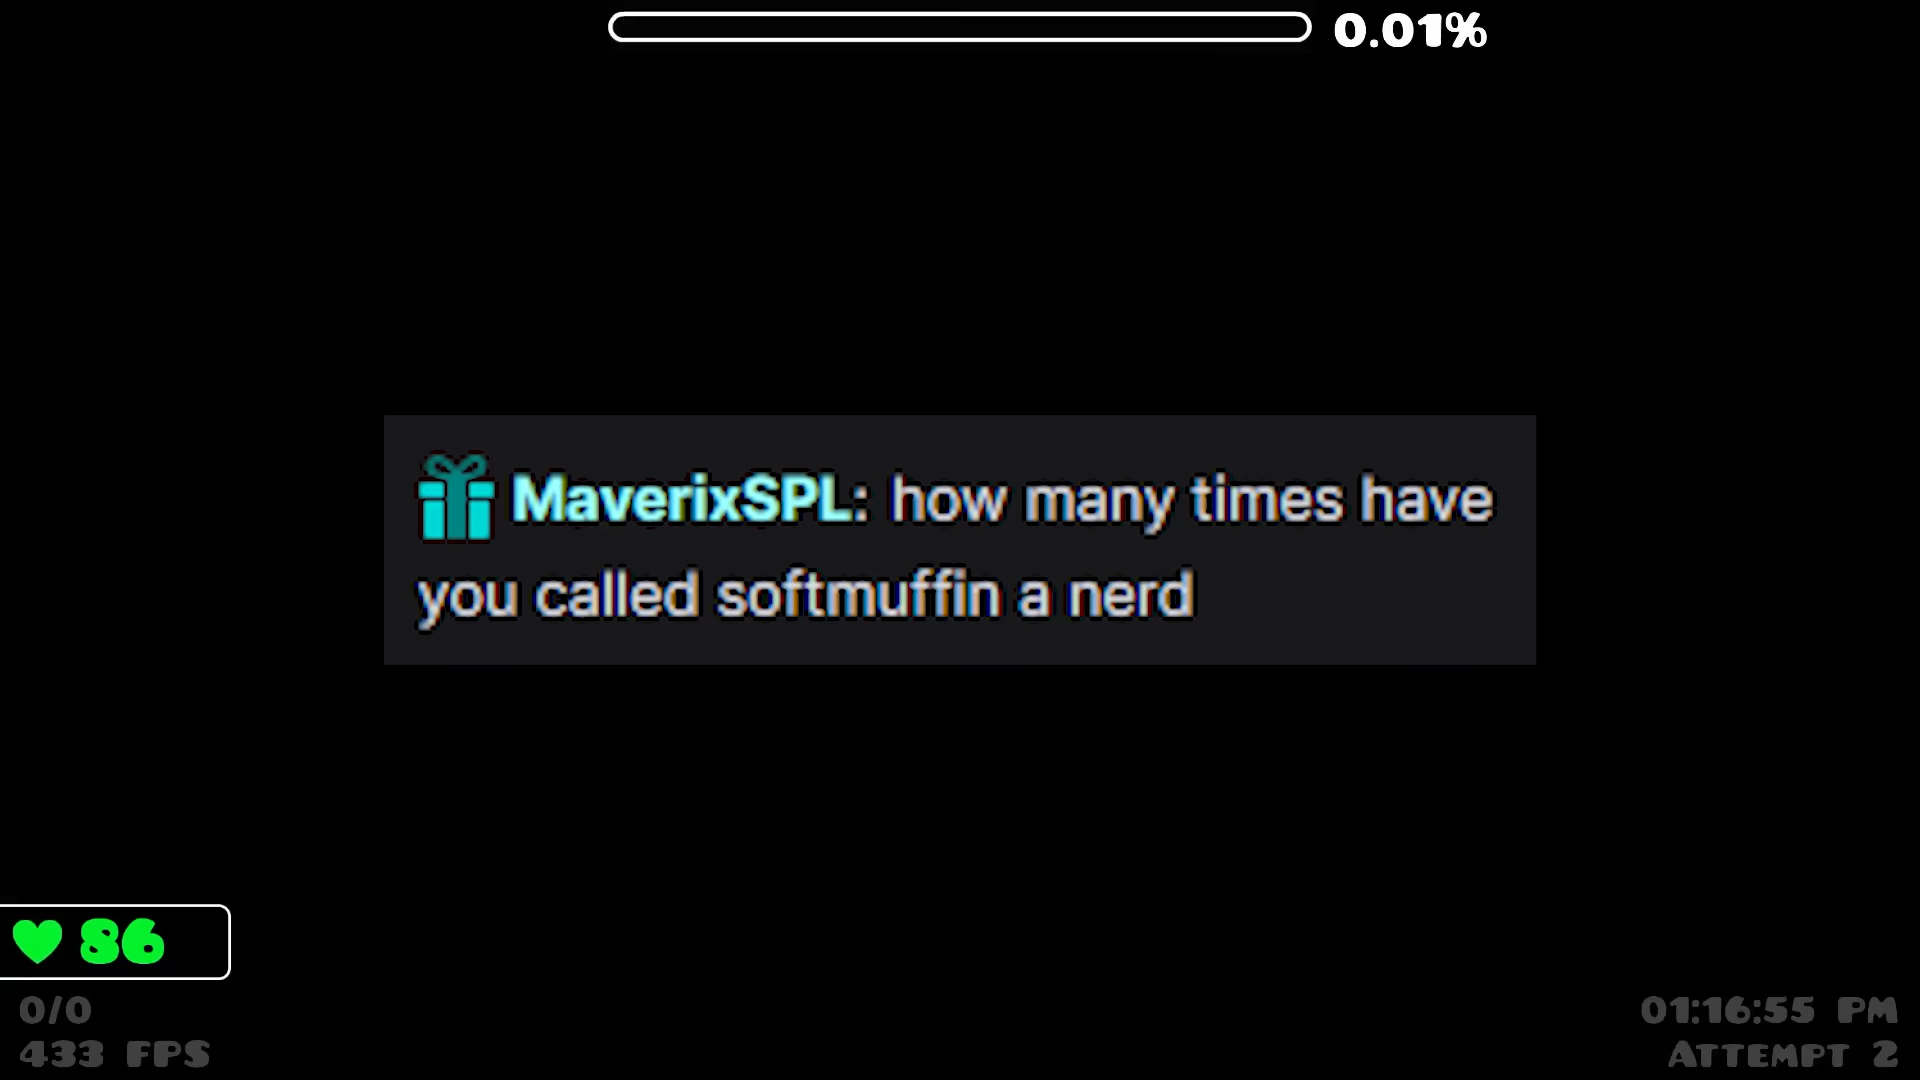 0.01%
MaverixSPL: how many times have
you called softmuffin a nerd
86
0/0
433 FPS
01:16:55 PM
ATTEMPT 2